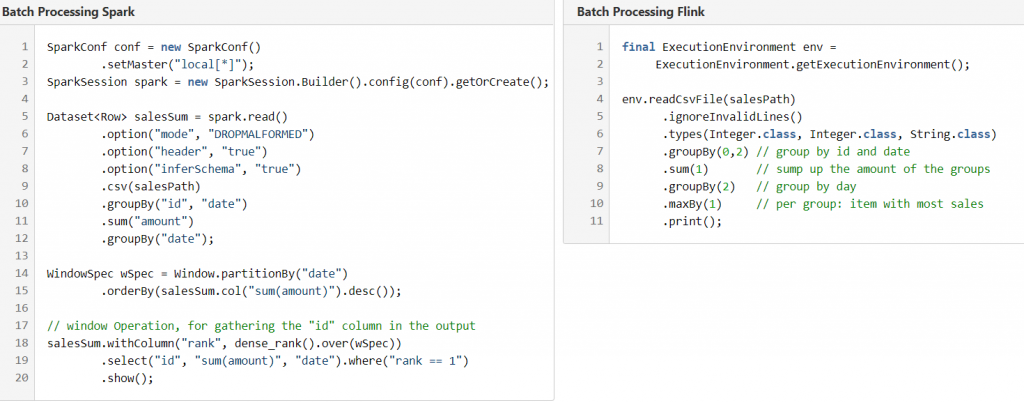 Batch Processing Spark
1 SparkConf conf = new SparkConf()
2 .setMaster("local[*]");
3 SparkSession spark = new SparkSession.Builder().config(conf).getOrCreate();
4
5 Dataset<Row> salesSum = spark.read()
6 .option("mode", "DROPMALFORMED")
7 .option("header", "true")
8 .option("inferSchema", "true")
9 .csv(salesPath)
10 .groupBy("id", "date")
11 .sum("amount")
12 .groupBy("date");
13
14 WindowSpec wSpec = Window.partitionBy("date")
15 .orderBy(salesSum.col("sum(amount)").desc());
16
17 // window Operation, for gathering the "id" column in the output
18 salesSum.withColumn("rank", dense_rank().over(wSpec))
19 .select("id", "sum(amount)", "date").where("rank == 1")
20 .show();
Batch Processing Flink
1 final ExecutionEnvironment env =
2 ExecutionEnvironment.getExecutionEnvironment();
3
4 env.readCsvFile(salesPath)
5 .ignoreInvalidLines()
6 .types(Integer.class, Integer.class, String.class)
7 .groupBy(0,2) // group by id and date
8 .sum(1) // sump up the amount of the groups
9 .groupBy(2) // group by day
10 .maxBy(1) // per group: item with most sales
11 .print();